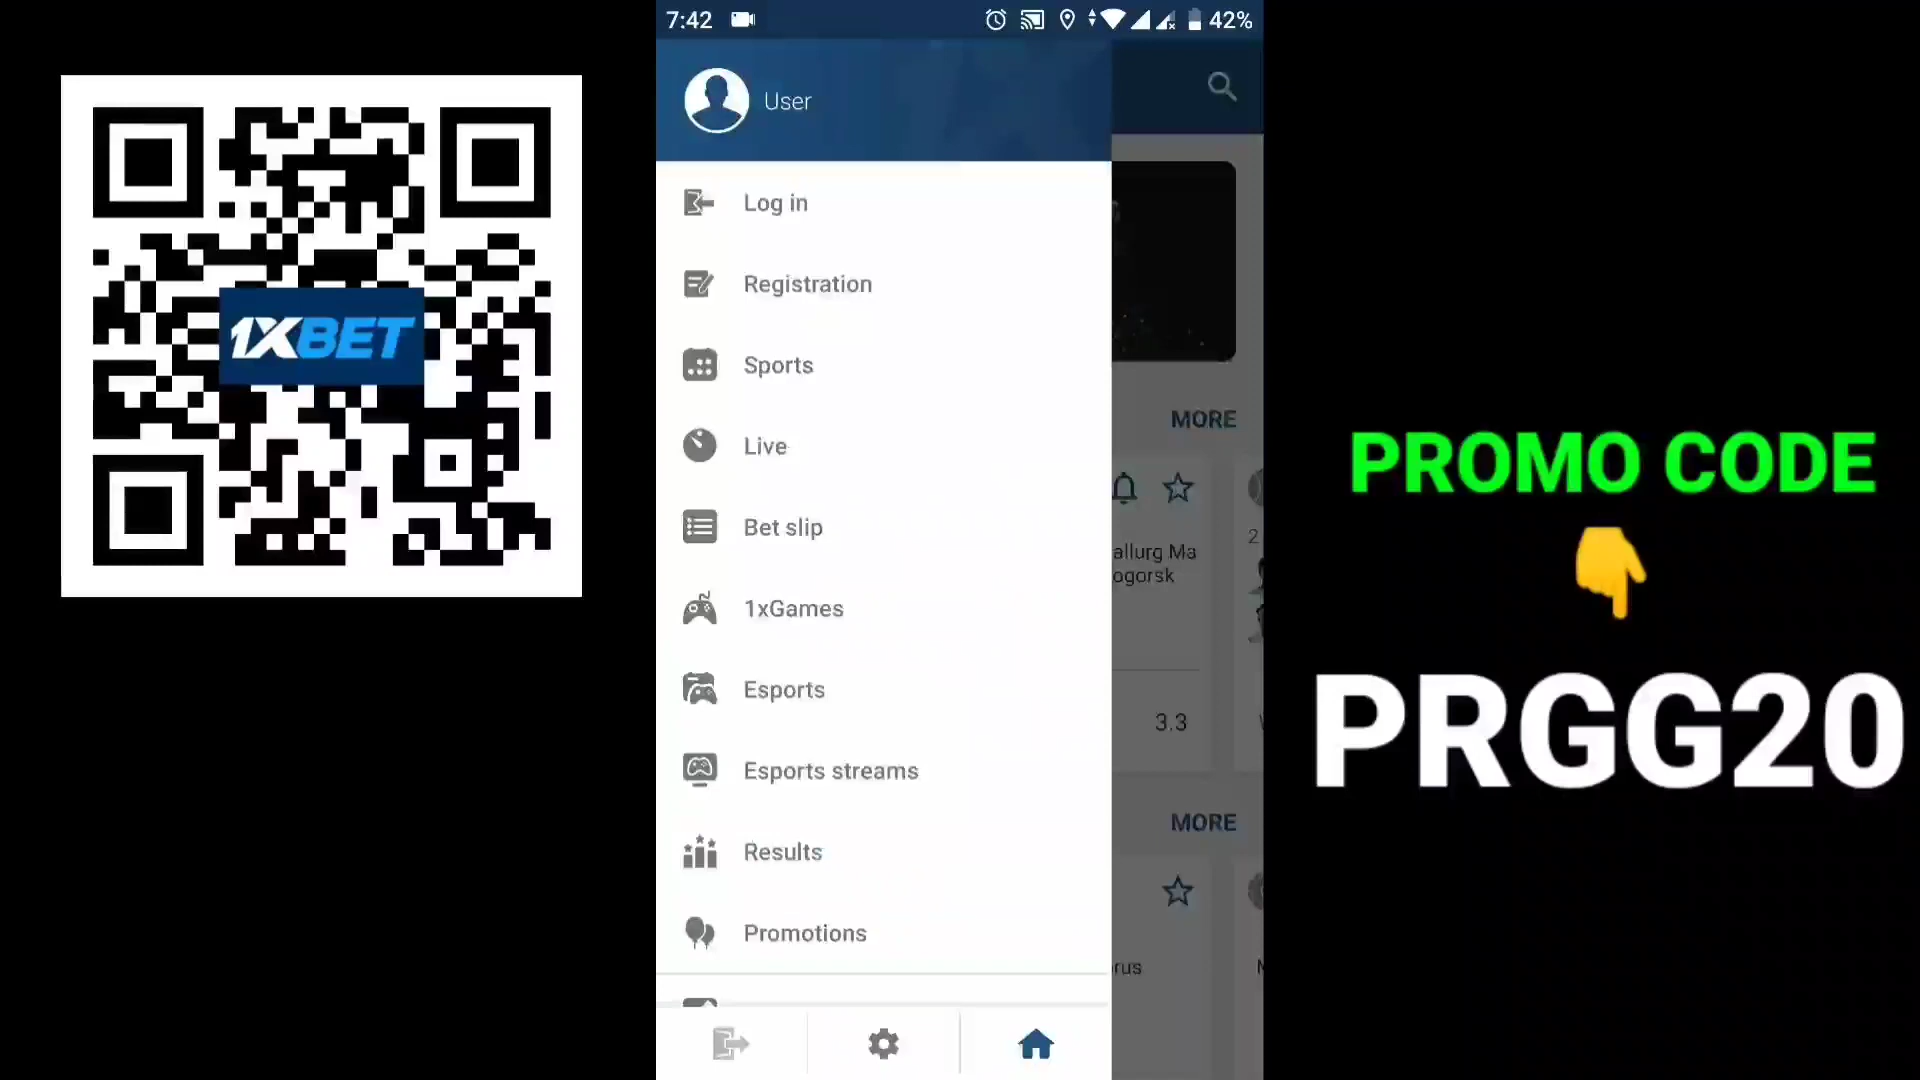 7:42
42%
User
Log in
Registration
Sports
MORE
Live
Bet slip
allurg Ma
ogorsk
2
1xGames
Esports
3.3
Esports streams
MORE
Results
Promotions
rus
1XBET
PROMO CODE
👇
PRGG20